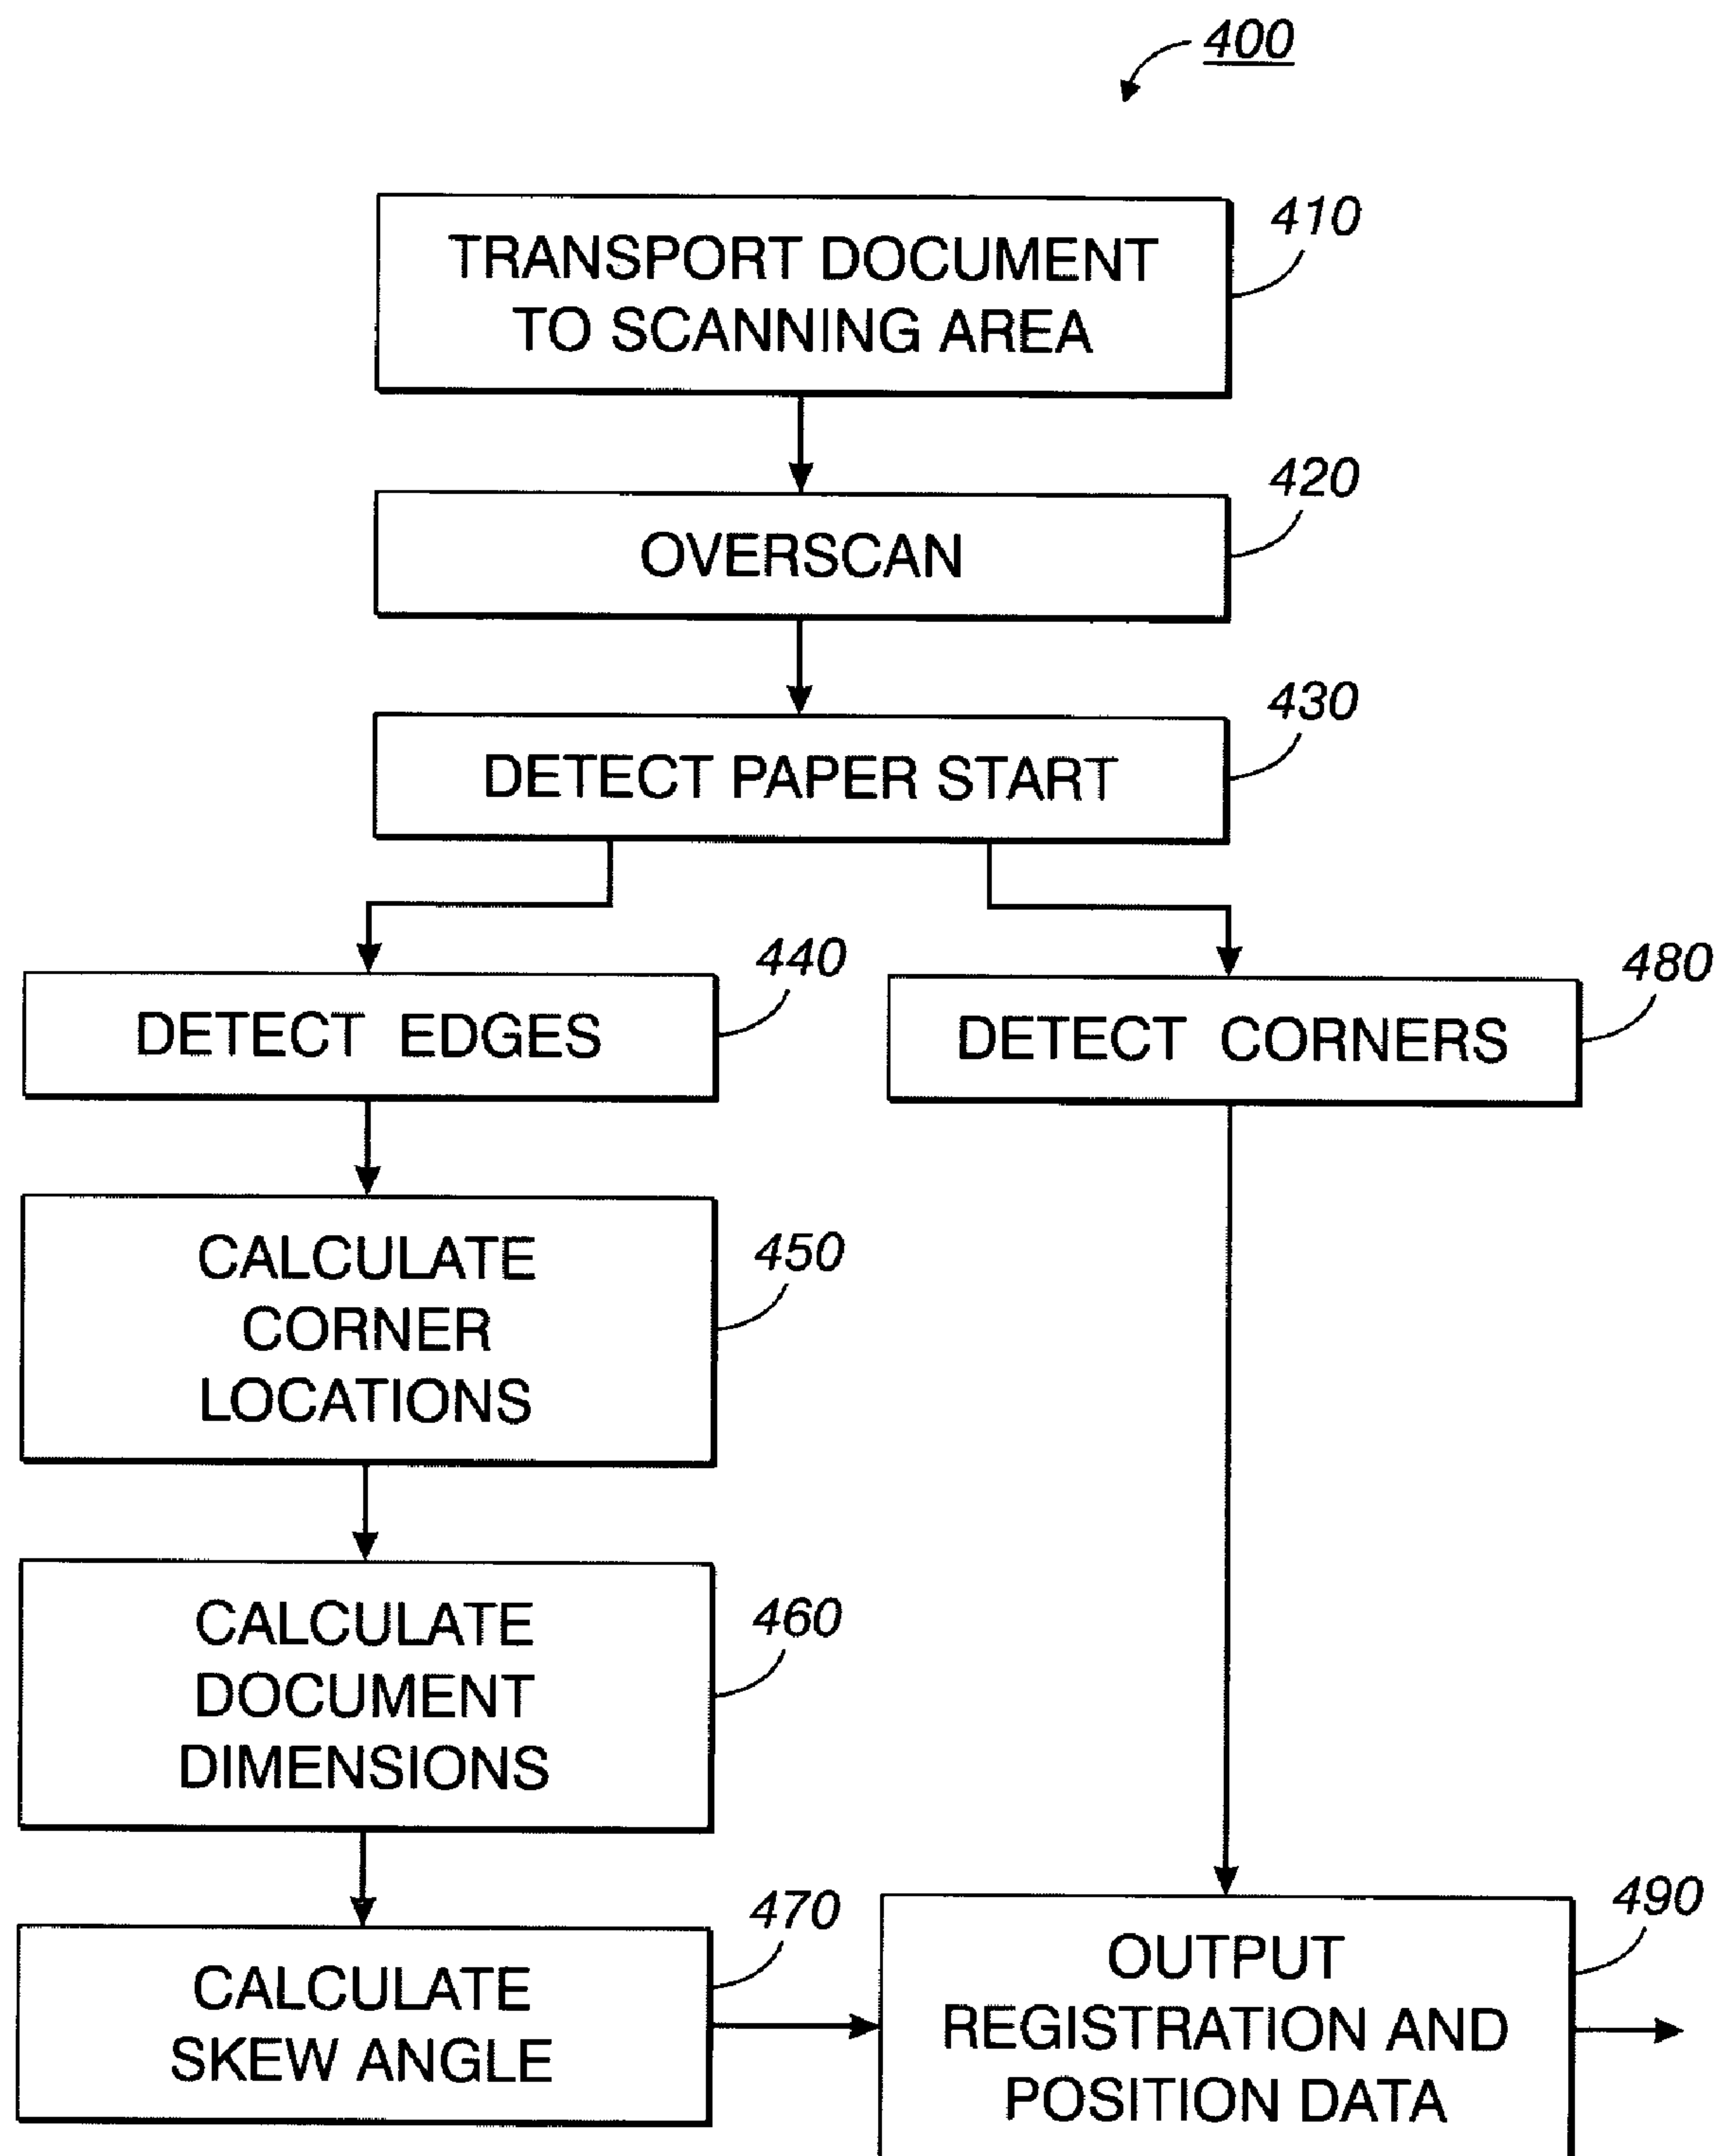 400
TRANSPORT DOCUMENT
TO SCANNING AREA
410
OVERSCAN
420
DETECT PAPER START
430
DETECT EDGES
440
DETECT CORNERS
480
CALCULATE
CORNER
LOCATIONS
450
CALCULATE
DOCUMENT
DIMENSIONS
460
CALCULATE
SKEW ANGLE
470
OUTPUT
REGISTRATION AND
POSITION DATA
490